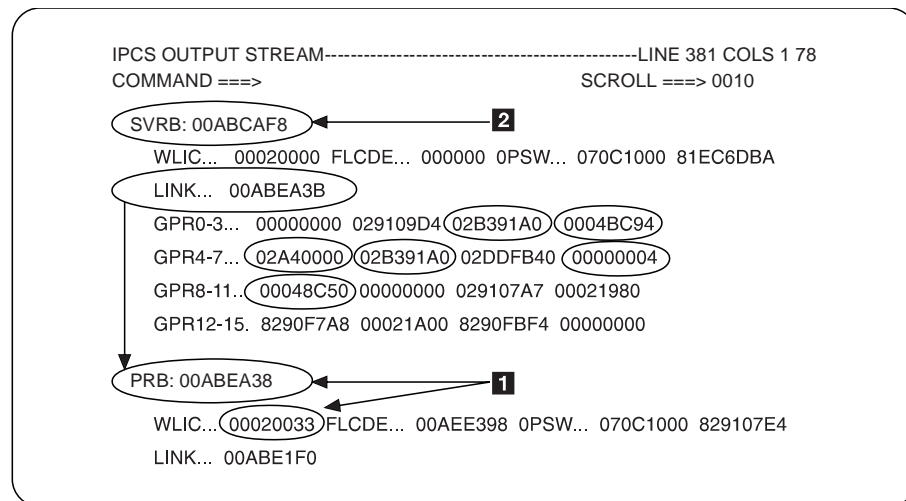 IPCS OUTPUT STREAM--------------------------------------------LINE 381 COLS 1 78
COMMAND ===> SCROLL ===> 0010
SVRB: 00ABCAF8 2
WLIC... 00020000 FLCDE... 000000 0PSW... 070C1000 81EC6DBA
LINK... 00ABEA3B
GPR0-3... 00000000 029109D4 02B391A0 0004BC94
GPR4-7... 02A40000 02B391A0 02DDFB40 00000004
GPR8-11.. 00048C50 00000000 029107A7 00021980
GPR12-15. 8290F7A8 00021A00 8290FBF4 00000000
PRB: 00ABEA38 1
WLIC... 00020033 FLCDE... 00AEE398 0PSW... 070C1000 829107E4
LINK... 00ABE1F0